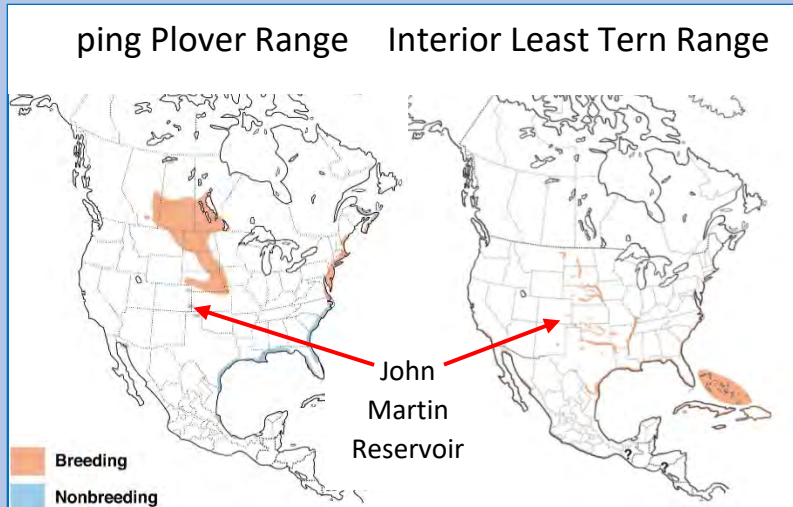 ping Plover Range
Interior Least Tern Range
John
Martin
Reservoir
Breeding
Nonbreeding
?
?